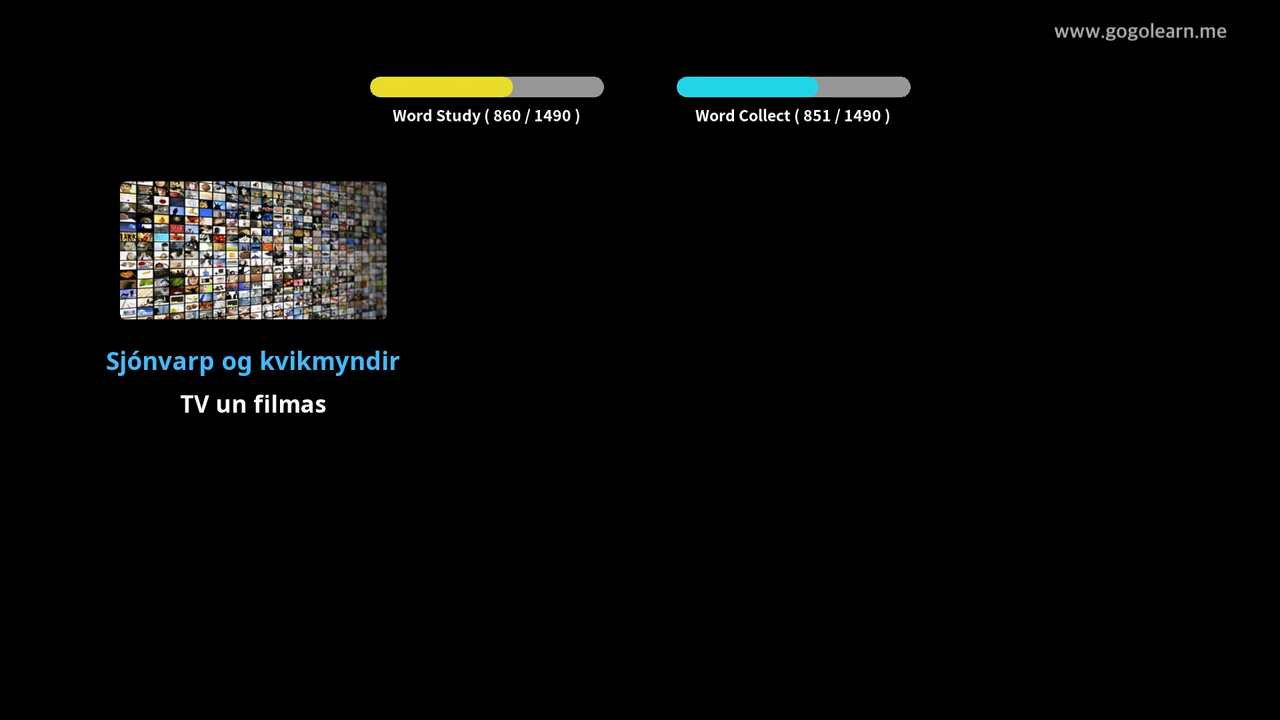 www.gogolearn.me
Word Study ( 860 / 1490 )
Word Collect ( 851 / 1490 )
Sjónvarp og kvikmyndir
TV un filmas